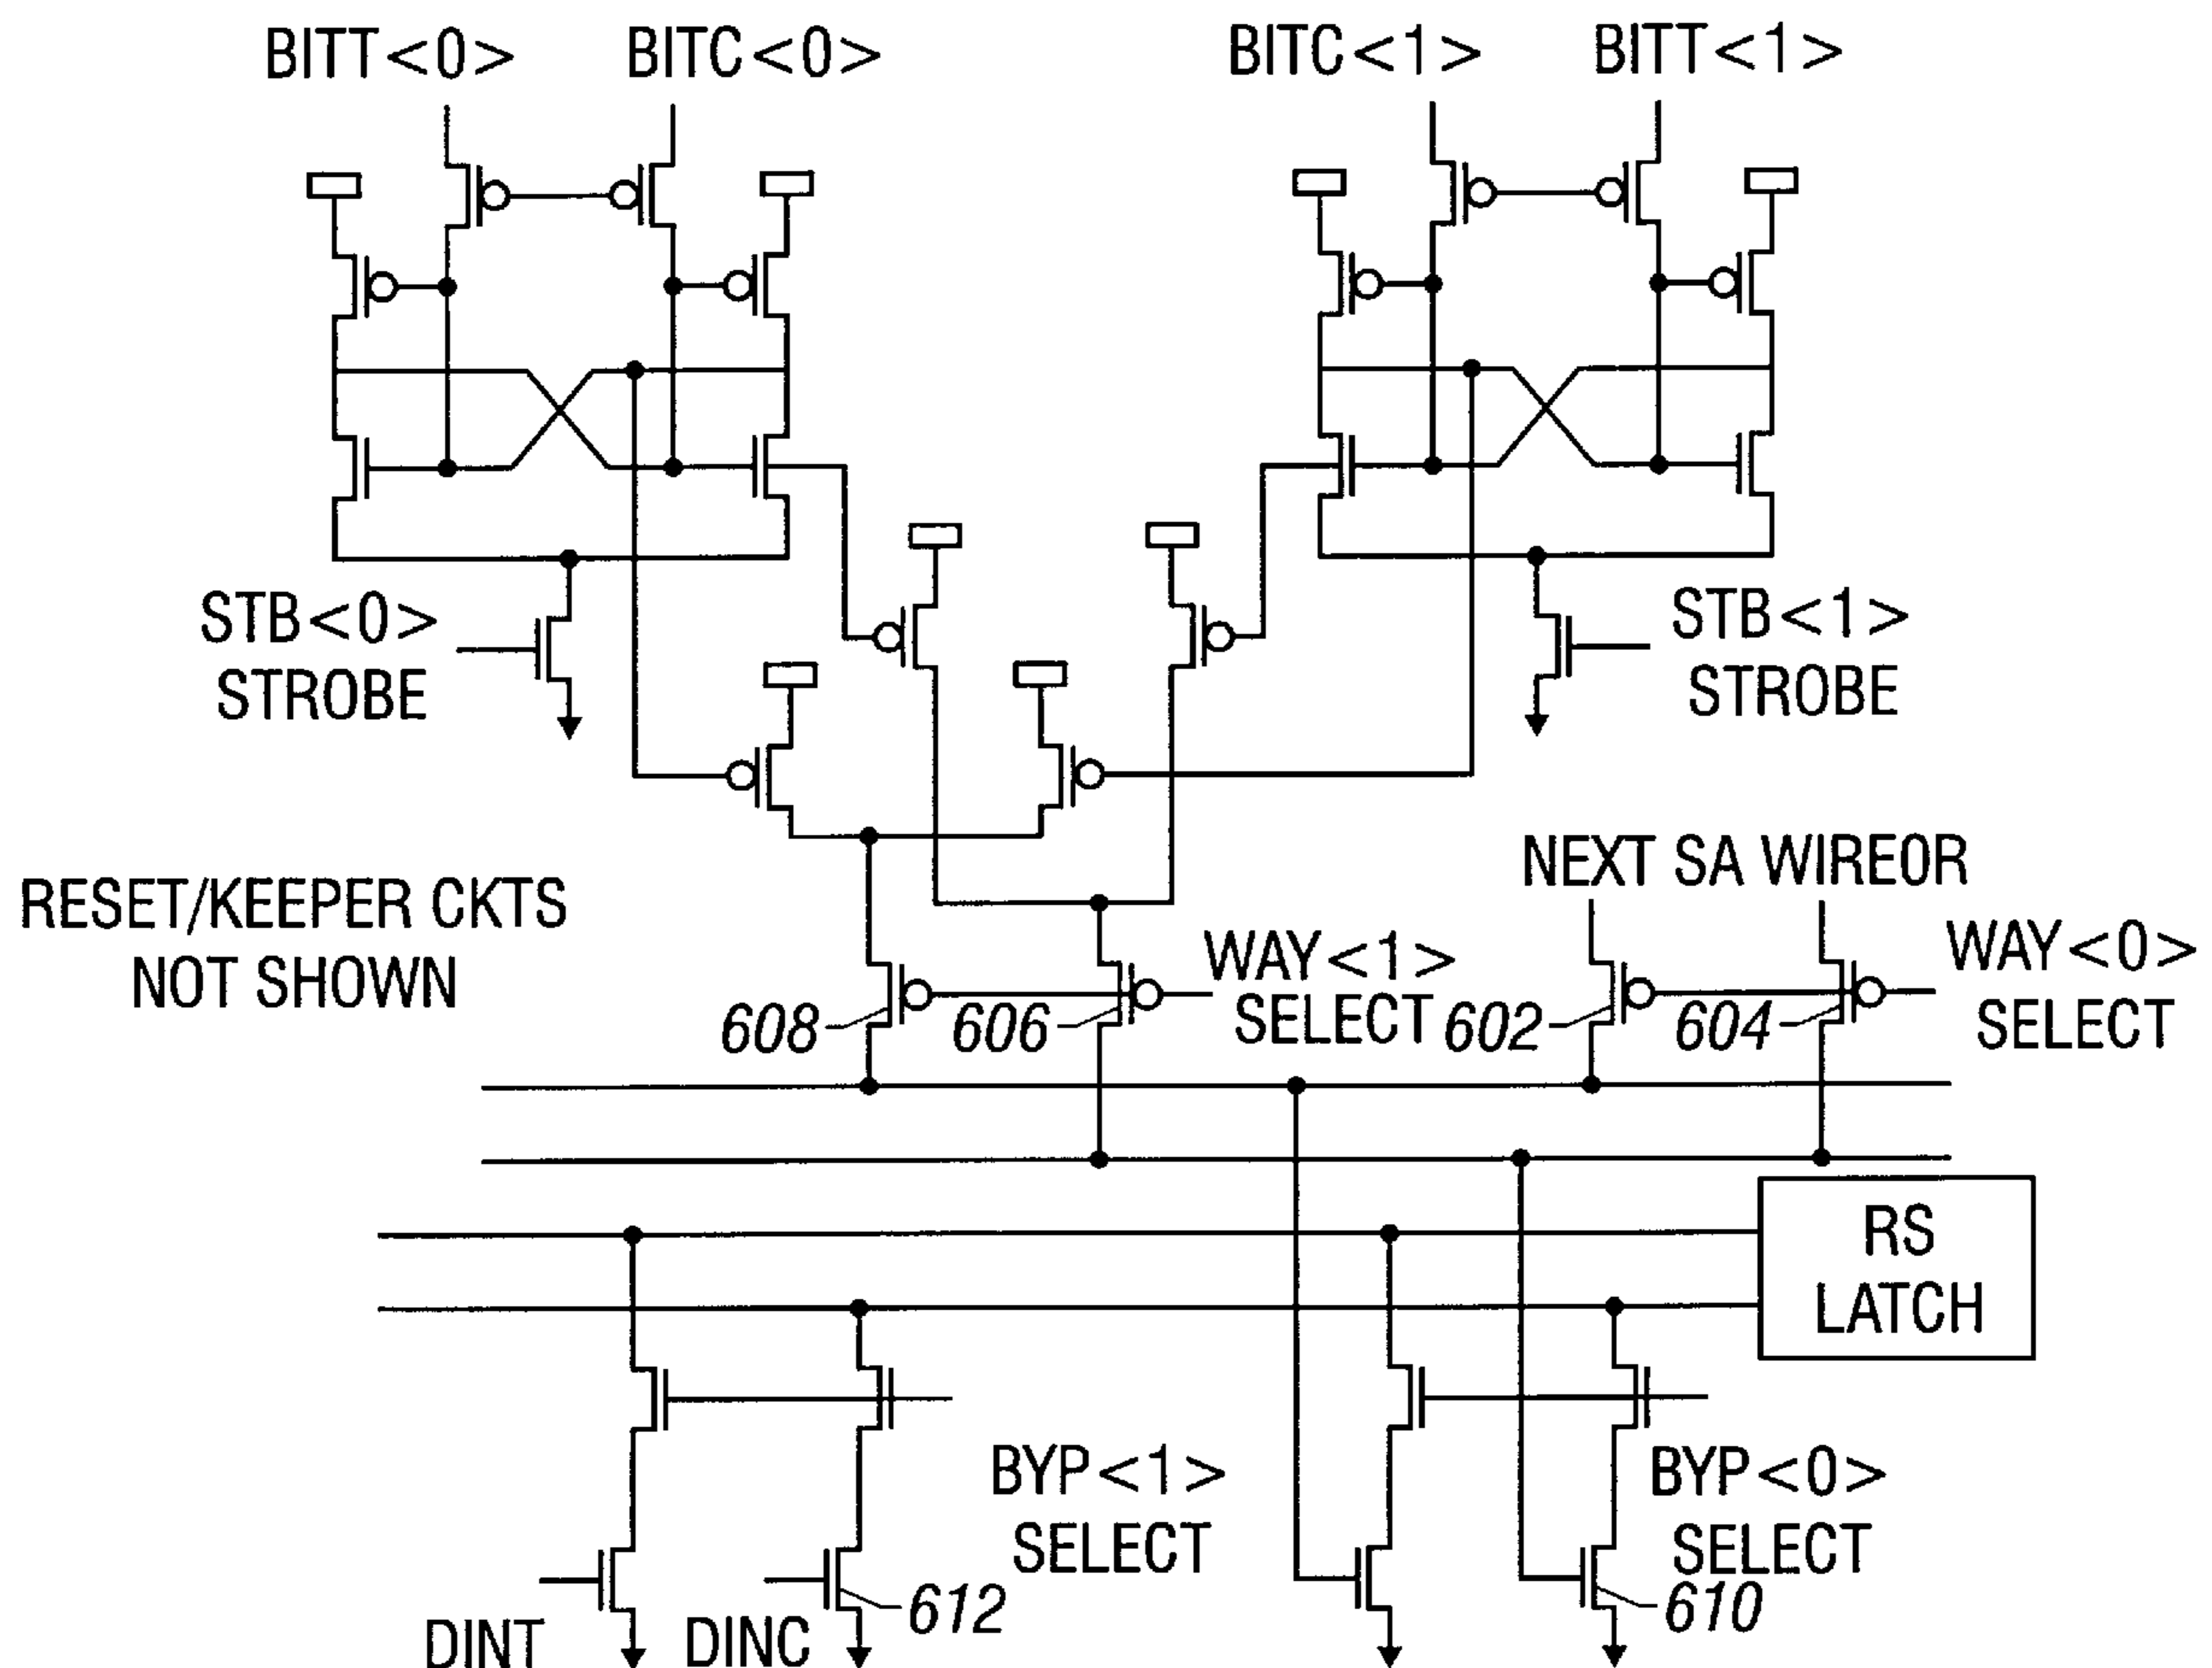 BITT<0>
BITC<0>
BITC<1>
BITT<1>
STB<0>
STROBE
STB<1>
STROBE
RESET/KEEPER CKTS
NOT SHOWN
NEXT SA WIREOR
WAY<1>
SELECT
WAY<0>
SELECT
608
606
602
604
RS
LATCH
BYP<1>
SELECT
BYP<0>
SELECT
DINT
DINC
612
610